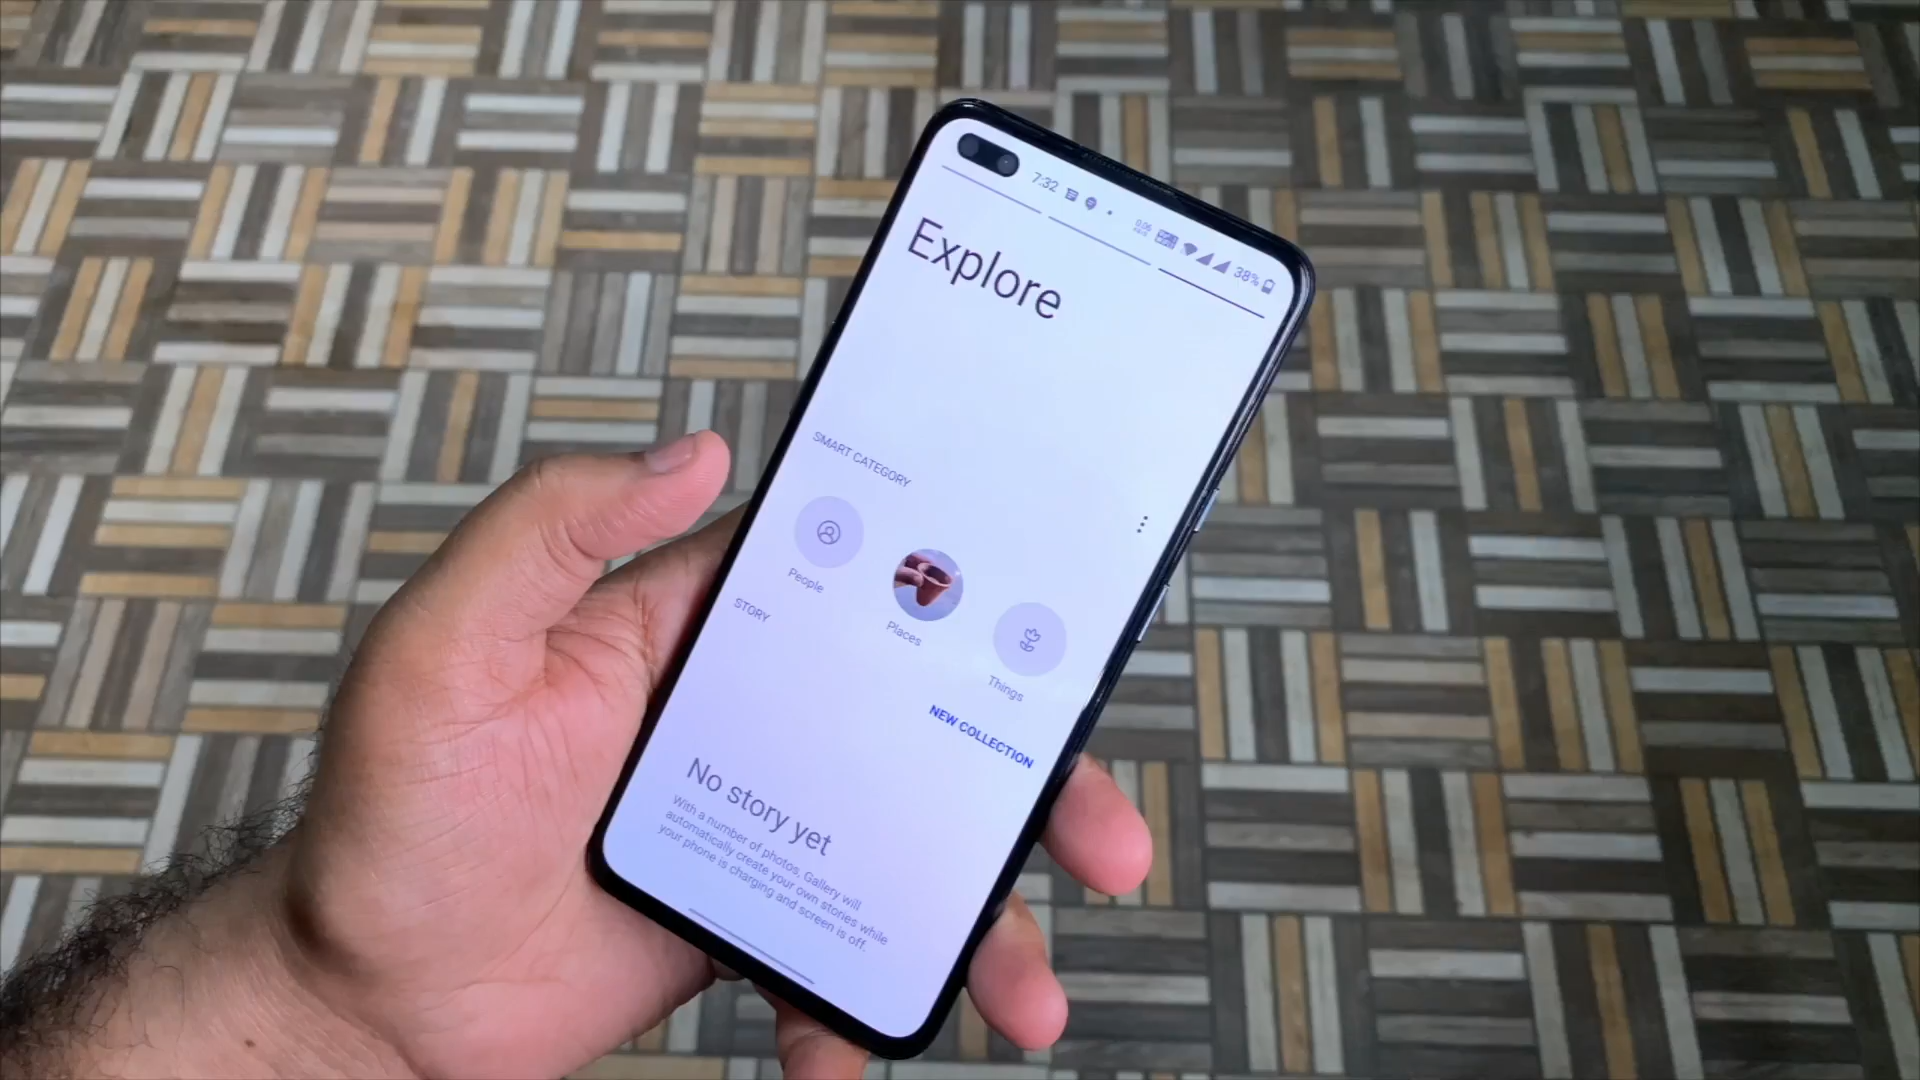 7:32
38%
Explore
SMART CATEGORY
People
Places
Things
STORY
NEW COLLECTION
No story yet
With a number of photos, Gallery will
automatically create your own stories while
your phone is charging and screen is off.